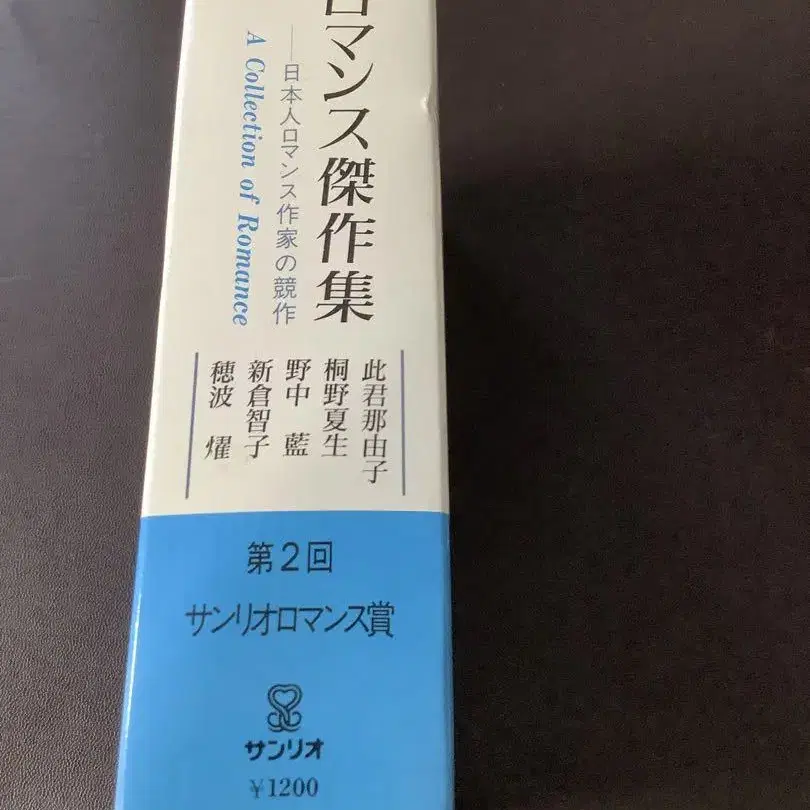 ロマンス傑作集
──日本人ロマンス作家の競作
A Collection of Romance
此君那由子
桐野夏生
野中 藍
新倉智子
穂波 燿
第2回
サンリオロマンス賞
サンリオ
¥1200